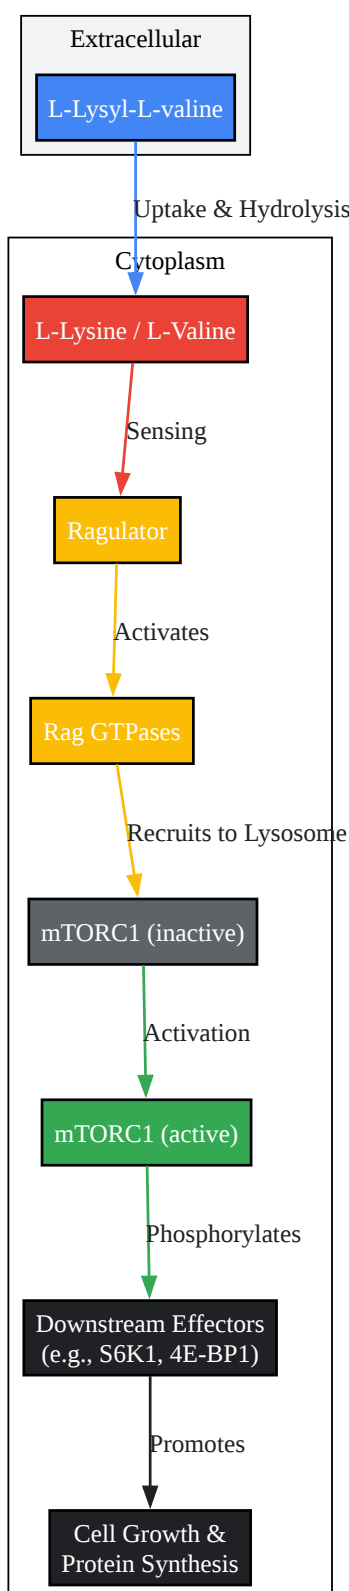 Extracellular
L-Lysyl-L-valine
Uptake & Hydrolysis
Cytoplasm
L-Lysine / L-Valine
Sensing
Ragulator
Activates
Rag GTPases
Recruits to Lysosome
mTORC1 (inactive)
Activation
mTORC1 (active)
Phosphorylates
Downstream Effectors
(e.g., S6K1, 4E-BP1)
Promotes
Cell Growth &
Protein Synthesis